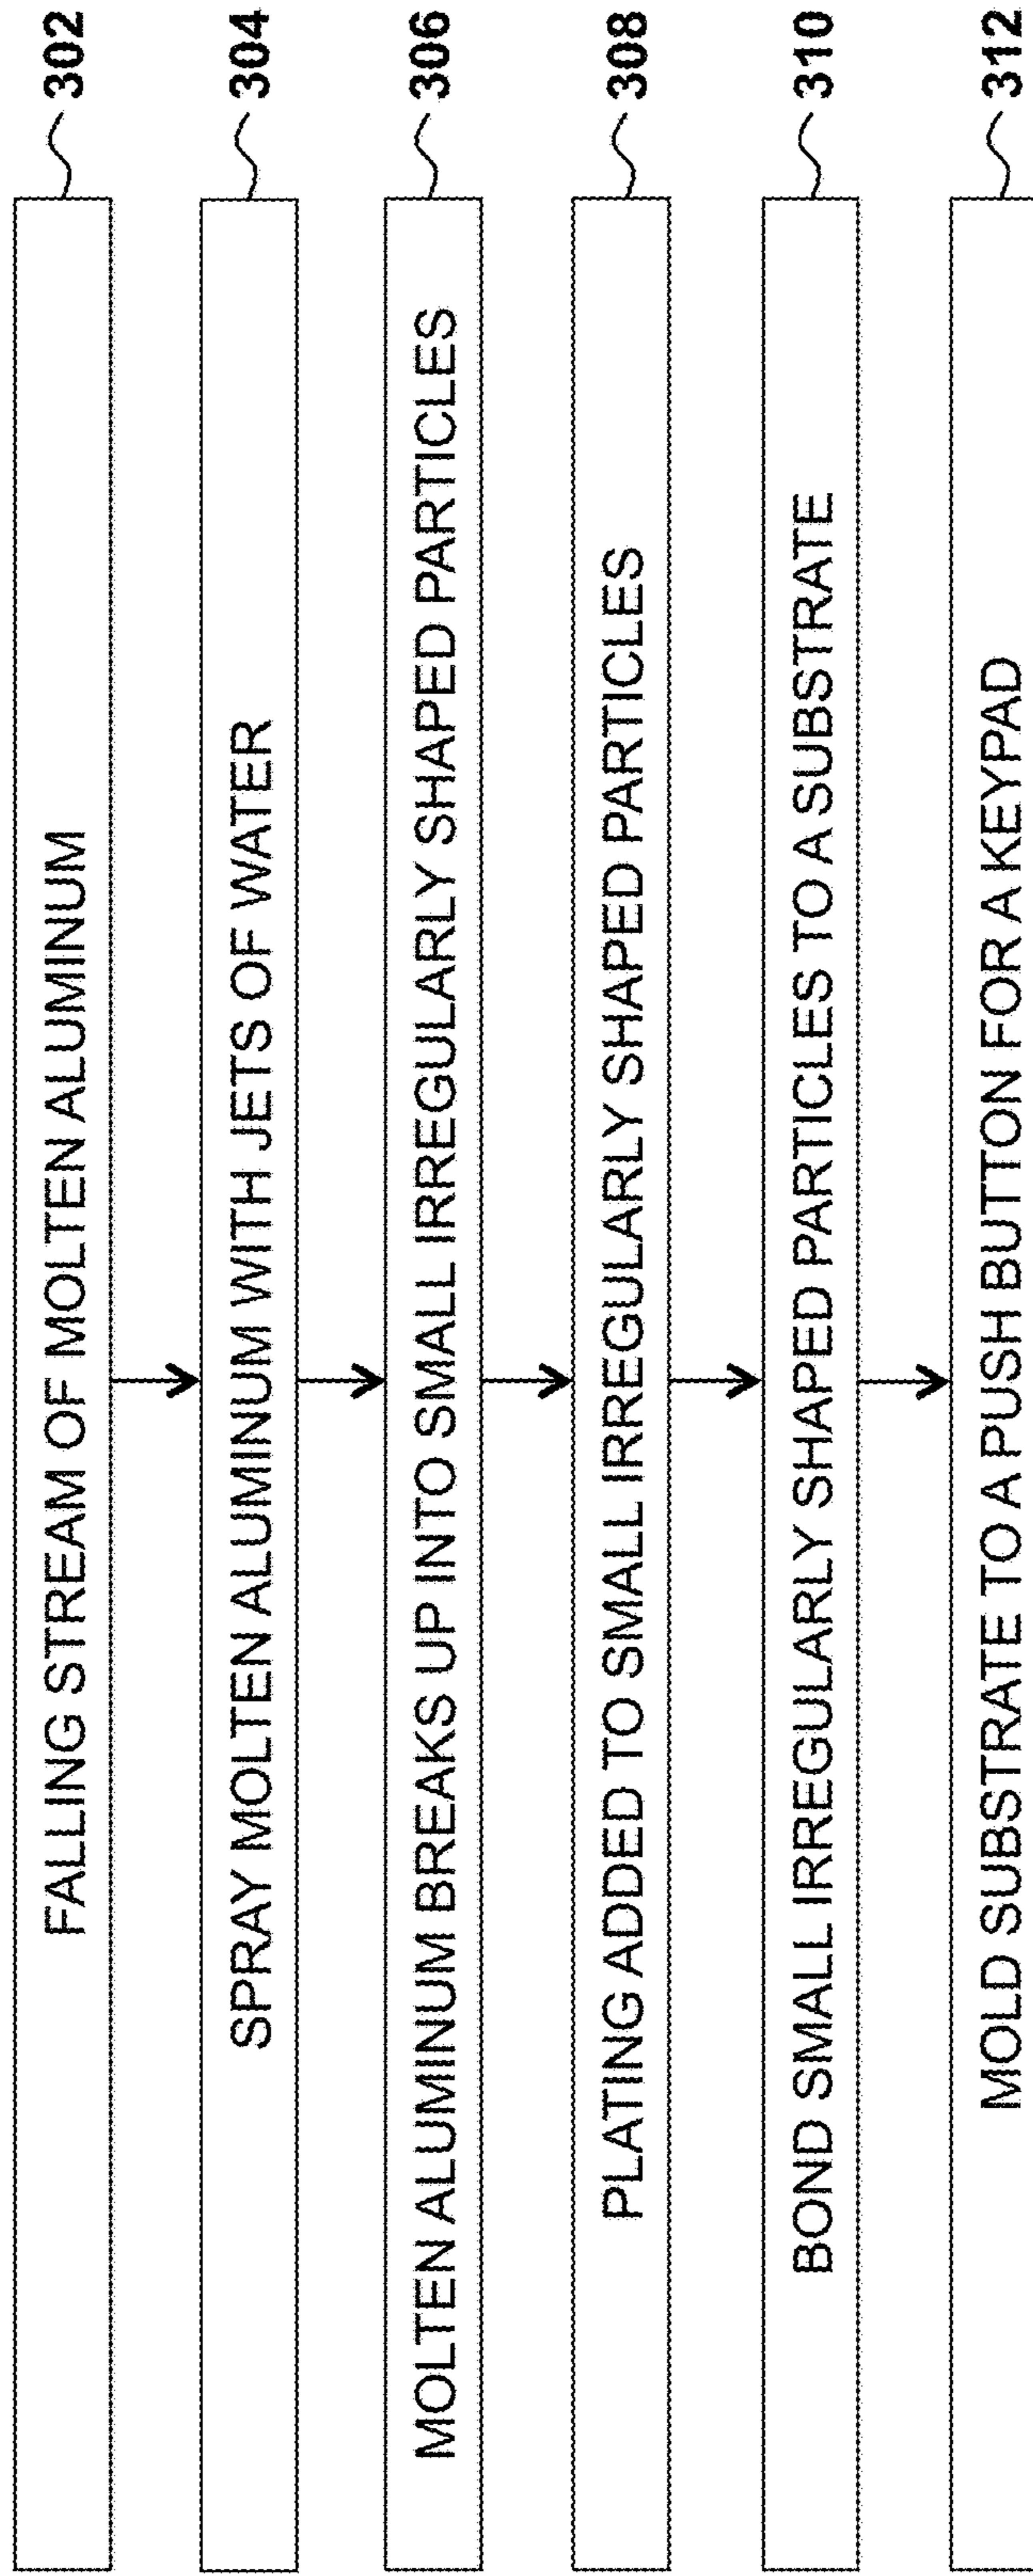 FALLING STREAM OF MOLTEN ALUMINUM
302
SPRAY MOLTEN ALUMINUM WITH JETS OF WATER
304
MOLTEN ALUMINUM BREAKS UP INTO SMALL IRREGULARLY SHAPED PARTICLES
306
PLATING ADDED TO SMALL IRREGULARLY SHAPED PARTICLES
308
BOND SMALL IRREGULARLY SHAPED PARTICLES TO A SUBSTRATE
310
MOLD SUBSTRATE TO A PUSH BUTTON FOR A KEYPAD
312